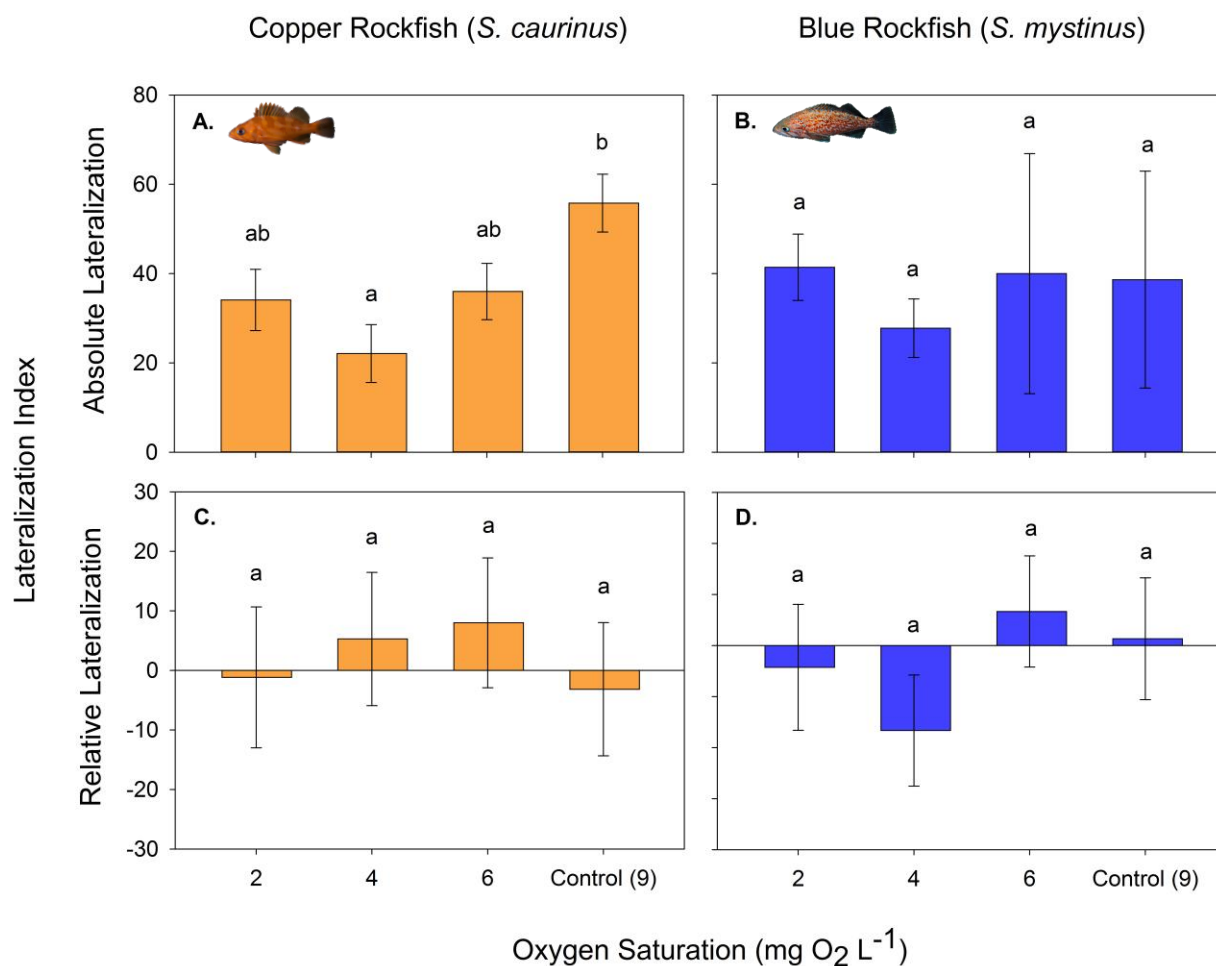 Copper Rockfish (S. caurinus)
Blue Rockfish (S. mystinus)
Lateralization Index
Absolute Lateralization
80
60
40
20
0
A.
ab
a
ab
b
B.
a
a
a
a
Relative Lateralization
30
20
10
0
-10
-20
-30
C.
a
a
a
a
D.
a
a
a
a
2 4 6 Control (9)
2 4 6 Control (9)
Oxygen Saturation (mg O₂ L⁻¹)